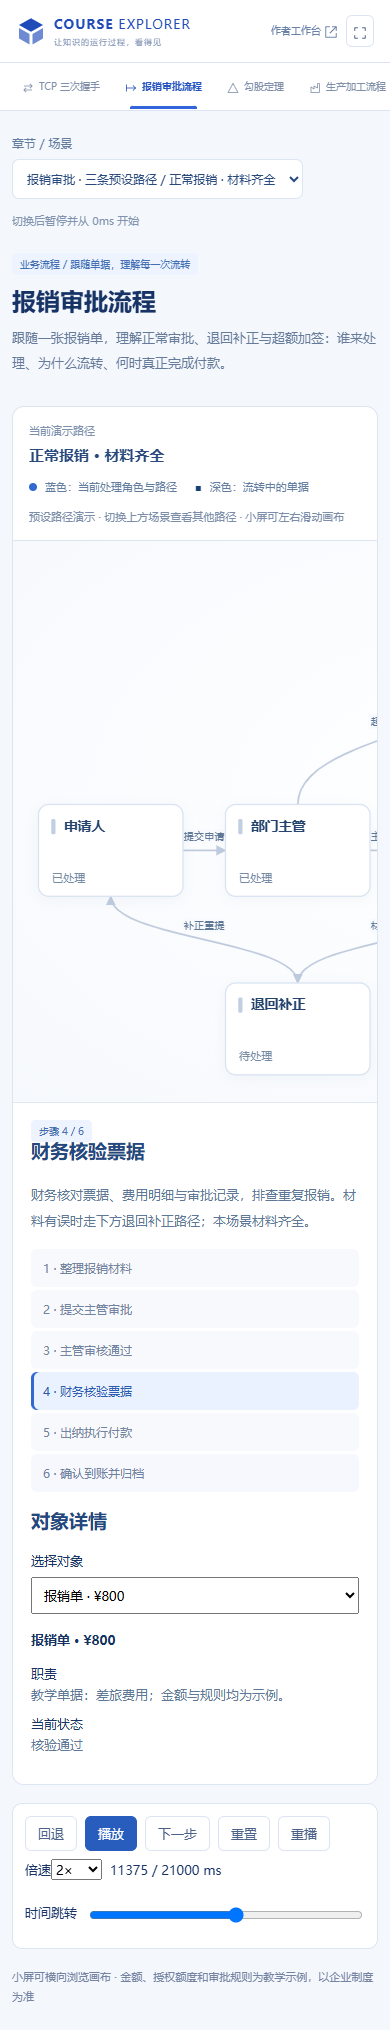 COURSE EXPLORER
让知识的运行过程，看得见
作者工作台
TCP 三次握手
报销审批流程
勾股定理
生产加工流程
章节 / 场景
报销审批 · 三条预设路径 / 正常报销 · 材料齐全
切换后暂停并从 0ms 开始
业务流程 / 跟随单据，理解每一次流转
报销审批流程
跟随一张报销单，理解正常审批、退回补正与超额加签：谁来处
理、为什么流转、何时真正完成付款。
当前演示路径
正常报销 · 材料齐全
蓝色：当前处理角色与路径
深色：流转中的单据
预设路径演示 · 切换上方场景查看其他路径 · 小屏可左右滑动画布
申请人
已处理
提交申请
部门主管
已处理
补正重提
退回补正
待处理
步骤 4 / 6
财务核验票据
财务核对票据、费用明细与审批记录，排查重复报销。材
料有误时走下方退回补正路径；本场景材料齐全。
1 · 整理报销材料
2 · 提交主管审批
3 · 主管审核通过
4 · 财务核验票据
5 · 出纳执行付款
6 · 确认到账并归档
对象详情
选择对象
报销单 · ¥800
报销单 · ¥800
职责
教学单据：差旅费用；金额与规则均为示例。
当前状态
核验通过
回退
播放
下一步
重置
重播
倍速 2× 11375 / 21000 ms
时间跳转
小屏可横向浏览画布 · 金额、授权额度和审批规则为教学示例，以企业制度
为准